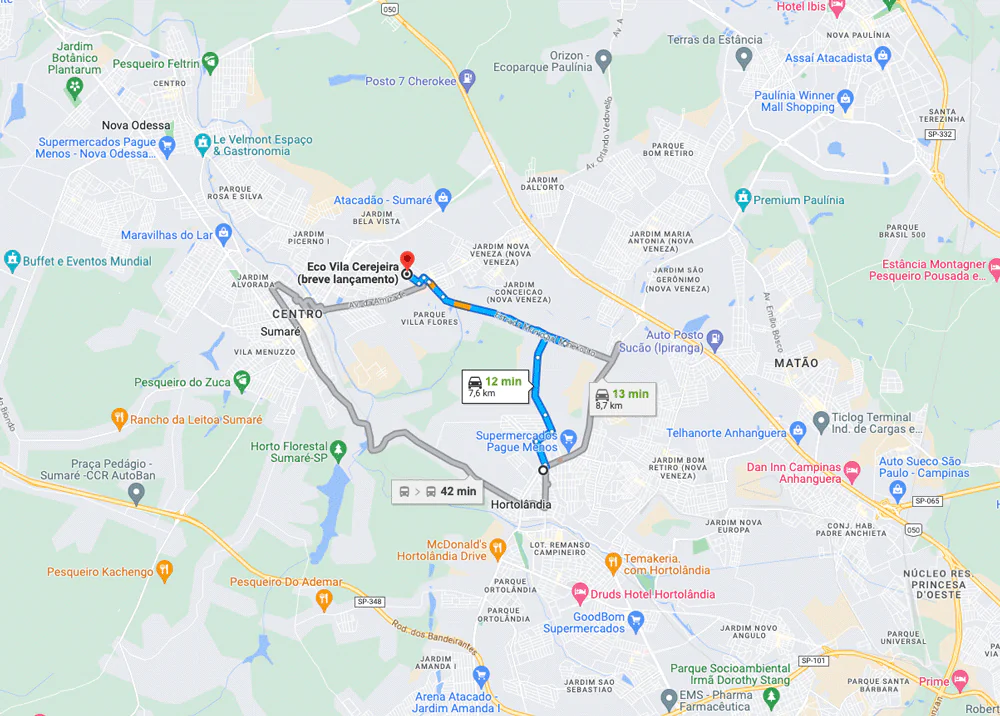 050
Hotel Ibis
Jardim
Botânico
Plantarum
Pesqueiro Feltrin
CENTRO
Orizon -
Ecoparque Paulínia
Av. A
Terras da Estância
NOVA PAULÍNIA
Assaí Atacadista
Posto 7 Cherokee
Paulínia Winner
Mall Shopping
SANTA
TEREZINHA
SP-332
Nova Odessa
Supermercados Pague
Menos - Nova Odessa...
Le Velmont Espaço
& Gastronomia
Av. Orlando Vedovello
PARQUE
BOM RETIRO
PARQUE
ROSA E SILVA
JARDIM
DALL'ORTO
Atacadão - Sumaré
JARDIM
BELA VISTA
Premium Paulínia
Maravilhas do Lar
JARDIM
PICERNO I
JARDIM NOVA
VENEZA (NOVA
VENEZA)
JARDIM MARIA
ANTONIA (NOVA
VENEZA)
PARQUE
BRASIL 500
Buffet e Eventos Mundial
Eco Vila Cerejeira
(breve lançamento)
JARDIM
ALVORADA
JARDIM
CONCEICAO
(NOVA VENEZA)
JARDIM SÃO
GERÔNIMO
(NOVA VENEZA)
Estância Montagner
Pesqueiro Pousada e...
CENTRO
Sumaré
PARQUE
VILLA FLORES
Av. Emílio Bôsco
VILA MENUZZO
Auto Posto
Sucão (Ipiranga)
MATÃO
Pesqueiro do Zuca
12 min
7,6 km
13 min
8,7 km
Rancho da Leitoa Sumaré
Ticlog Terminal
Ind. de Cargas e...
Telhanorte Anhanguera
Supermercados
Pague Menos
Horto Florestal
Sumaré-SP
Praça Pedágio -
Sumaré -CCR AutoBan
JARDIM BOM
RETIRO (NOVA
VENEZA)
Dan Inn Campinas
Anhanguera
Auto Sueco São
Paulo - Campinas
42 min
Hortolândia
SP-065
JARDIM NOVA
EUROPA
CONJ. HAB.
PADRE ANCHIETA
050
McDonald's
Hortolândia Drive
LOT. REMANSO
CAMPINEIRO
Temakeria.
com Hortolândia
Pesqueiro Kachengo
Pesqueiro Do Ademar
SP-348
PARQUE
ORTOLÂNDIA
Druds Hotel Hortolândia
NÚCLEO RES.
PRINCESA
D'OESTE
PARQUE
HORTOLÂNDIA
GoodBom
Supermercados
Rod. dos Bandeirantes
JARDIM NOVO
ANGULO
PARQUE
UNIVERSAL
JARDIM
AMANDA I
SP-101
Parque Socioambiental
Irmã Dorothy Stang
Arena Atacado -
Jardim Amanda I
JARDIM SAO
SEBASTIAO
EMS - Pharma
Farmacêutica
PARQUE SANTA
BÁRBARA
Prime
Robert